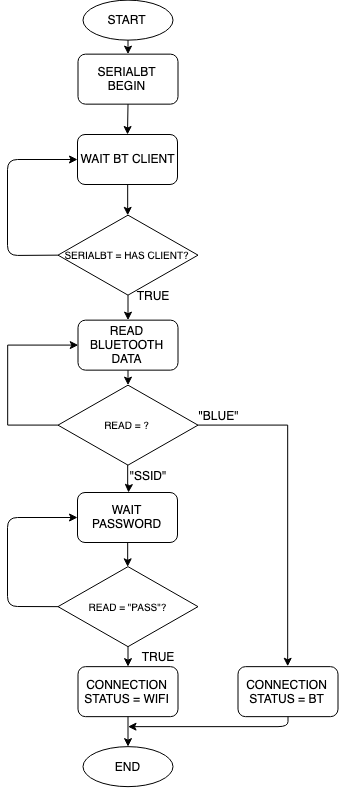 START
SERIALBT
BEGIN
WAIT BT CLIENT
SERIALBT = HAS CLIENT?
TRUE
READ
BLUETOOTH
DATA
READ = ?
"BLUE"
"SSID"
WAIT
PASSWORD
READ = "PASS"?
TRUE
CONNECTION
STATUS = WIFI
CONNECTION
STATUS = BT
END